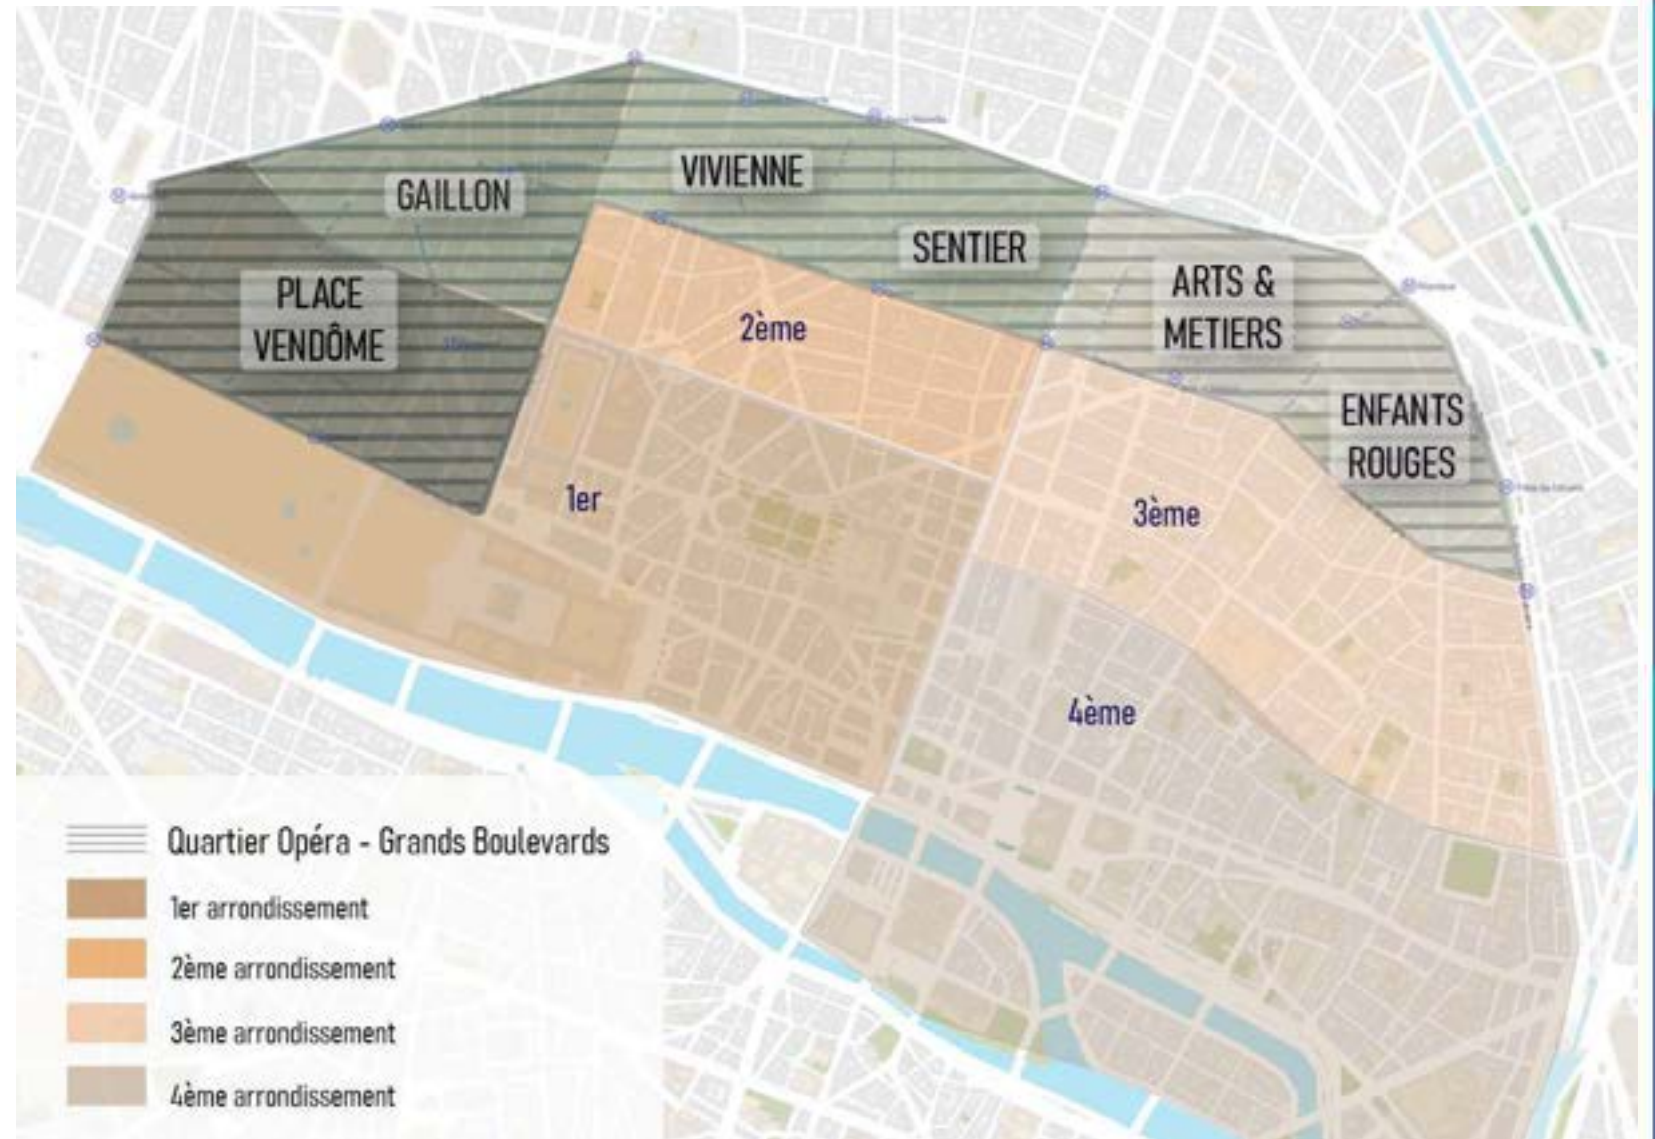 GAILLON
VIVIENNE
SENTIER
PLACE
VENDÔME
ARTS &
METIERS
ENFANTS
ROUGES
2ème
1er
3ème
4ème
Quartier Opéra - Grands Boulevards
1er arrondissement
2ème arrondissement
3ème arrondissement
4ème arrondissement